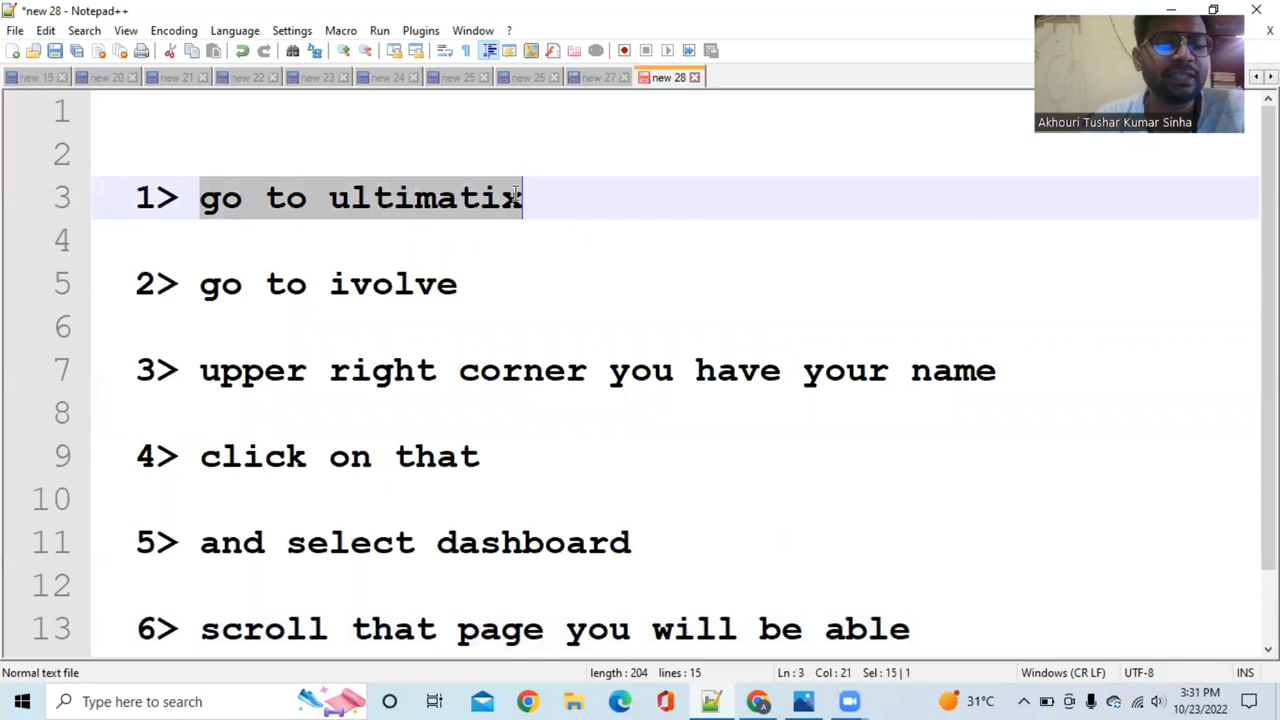 *new 28 - Notepad++
File Edit Search View Encoding Language Settings Tools Macro Run Plugins Window ? X
new 19 new 20 new 21 new 22 new 23 new 24 new 25 new 26 new 27 new 28
Akhouri Tushar Kumar Sinha
1
2
3 1> go to ultimatix
4
5 2> go to ivolve
6
7 3> upper right corner you have your name
8
9 4> click on that
10
11 5> and select dashboard
12
13 6> scroll that page you will be able
Normal text file length : 204 lines : 15 Ln : 3 Col : 21 Sel : 15 | 1 Windows (CR LF) UTF-8 INS
Type here to search 31°C 3:31 PM
10/23/2022